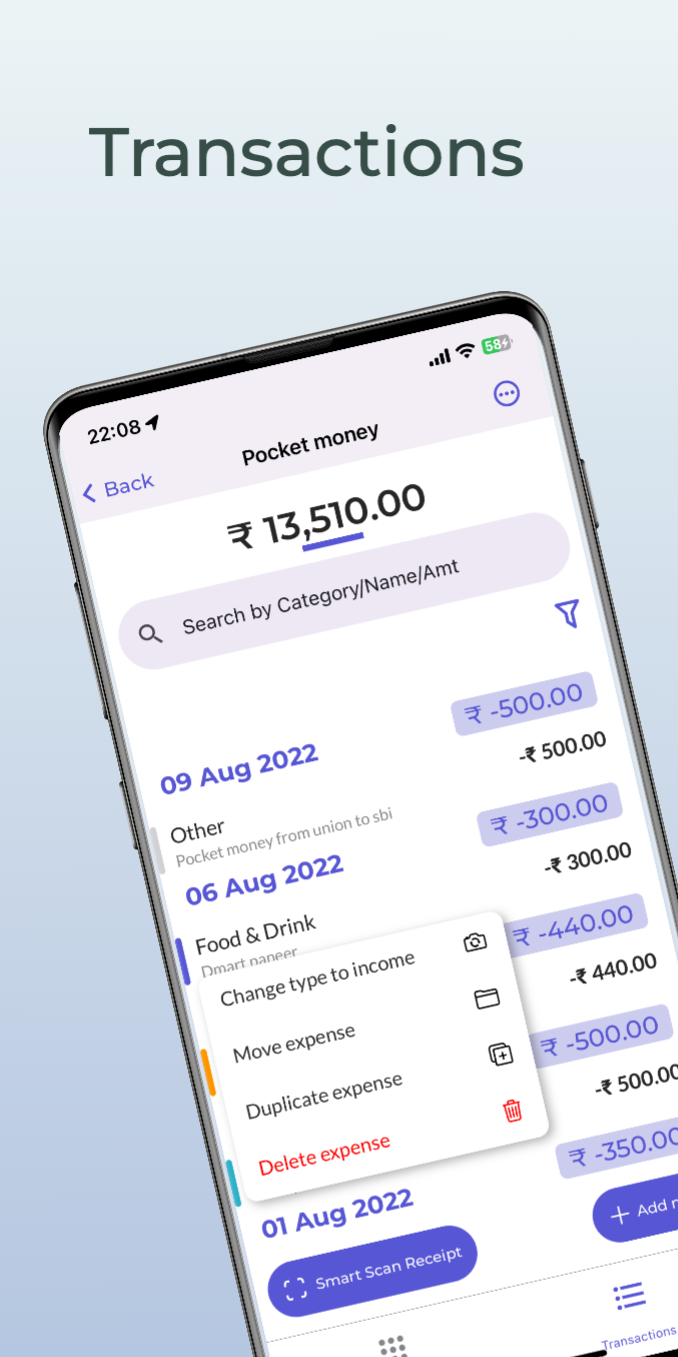 Transactions
22:08
58
Back
Pocket money
₹ 13,510.00
Search by Category/Name/Amt
₹ -500.00
09 Aug 2022
-₹ 500.00
Other
Pocket money from union to sbi
₹ -300.00
06 Aug 2022
-₹ 300.00
Food & Drink
Dmart paneer
₹ -440.00
-₹ 440.00
Change type to income
Move expense
Duplicate expense
Delete expense
₹ -500.00
-₹ 500.00
₹ -350.00
01 Aug 2022
Add
Smart Scan Receipt
Transactions